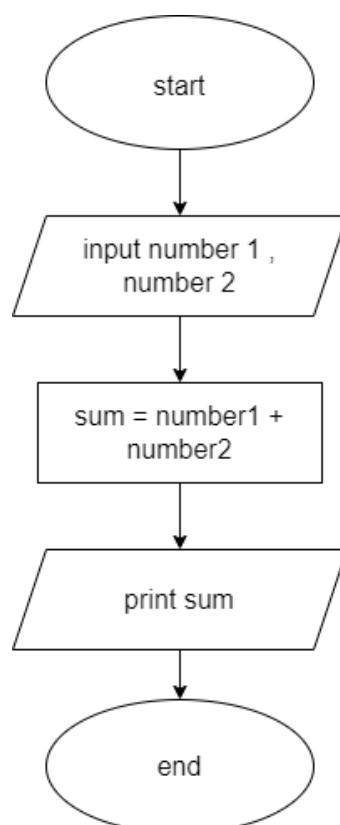 start
input number 1 ,
number 2
sum = number1 +
number2
print sum
end